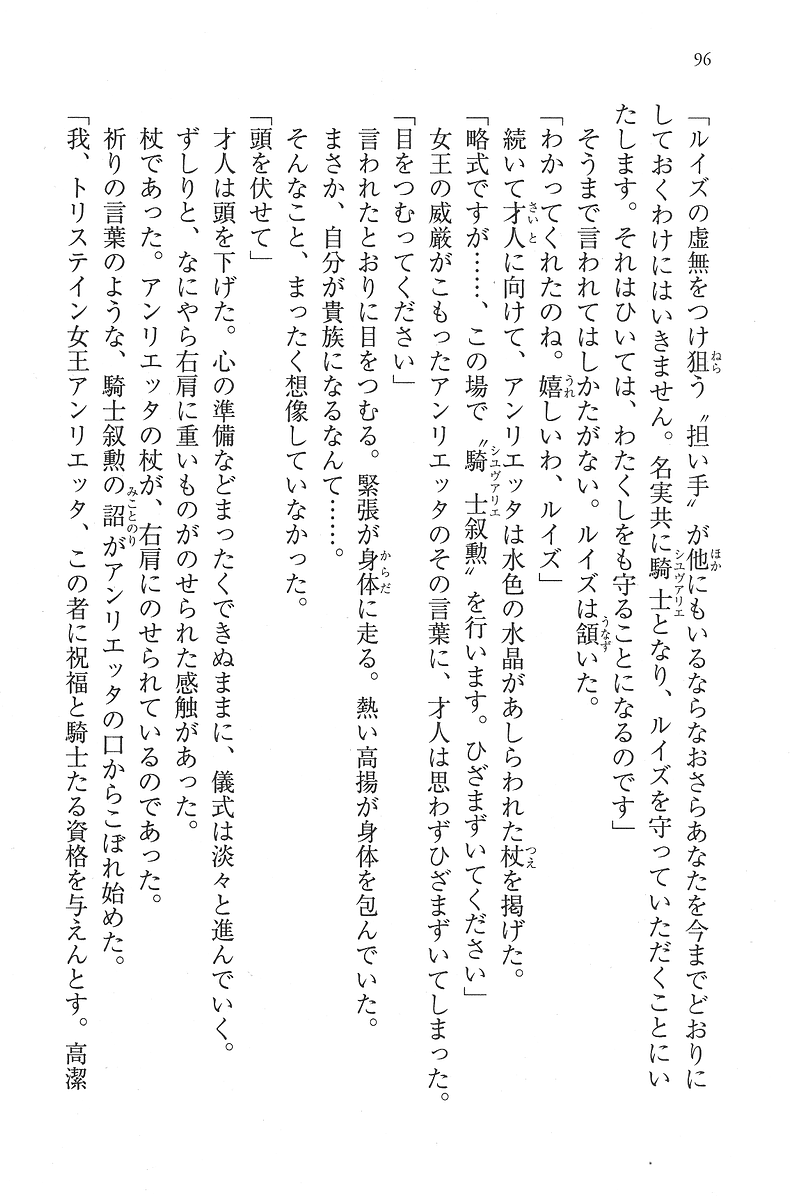 96
「ルイズの虚無をつけ狙う〝担い手〟が他にもいるならなおさらあなたを今までどおりに
しておくわけにはいきません。名実共に騎士となり、ルイズを守っていただくことにい
たします。それはひいては、わたくしをも守ることになるのです」
そうまで言われてはしかたがない。ルイズは頷いた。
「わかってくれたのね。嬉しいわ、ルイズ」
続いて才人に向けて、アンリエッタは水色の水晶があしらわれた杖を掲げた。
「略式ですが……、この場で〝騎士叙勲〟を行います。ひざまずいてください」
女王の威厳がこもったアンリエッタのその言葉に、才人は思わずひざまずいてしまった。
「目をつむってください」
言われたとおりに目をつむる。緊張が身体に走る。熱い高揚が身体を包んでいた。
まさか、自分が貴族になるなんて……。
そんなこと、まったく想像していなかった。
「頭を伏せて」
才人は頭を下げた。心の準備などまったくできぬままに、儀式は淡々と進んでいく。
ずしりと、なにやら右肩に重いものがのせられた感触があった。
杖であった。アンリエッタの杖が、右肩にのせられているのであった。
祈りの言葉のような、騎士叙勲の詔がアンリエッタの口からこぼれ始めた。
「我、トリステイン女王アンリエッタ、この者に祝福と騎士たる資格を与えんとす。高潔